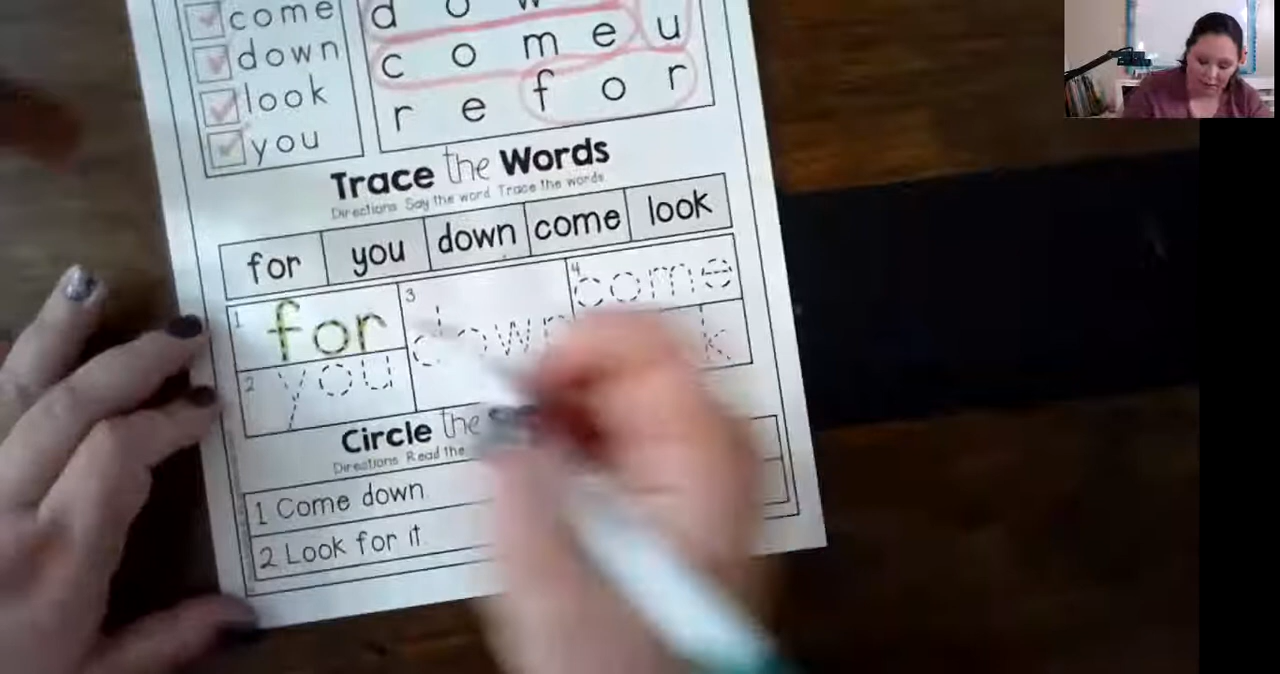 come
down
look
you
d o w
c o m e u
r e f o r
Trace the Words
Directions Say the word Trace the words
for you down come look
1 for
2 you
3 down
4 come
k
Circle the
Directions Read the
1 Come down
2 Look for it